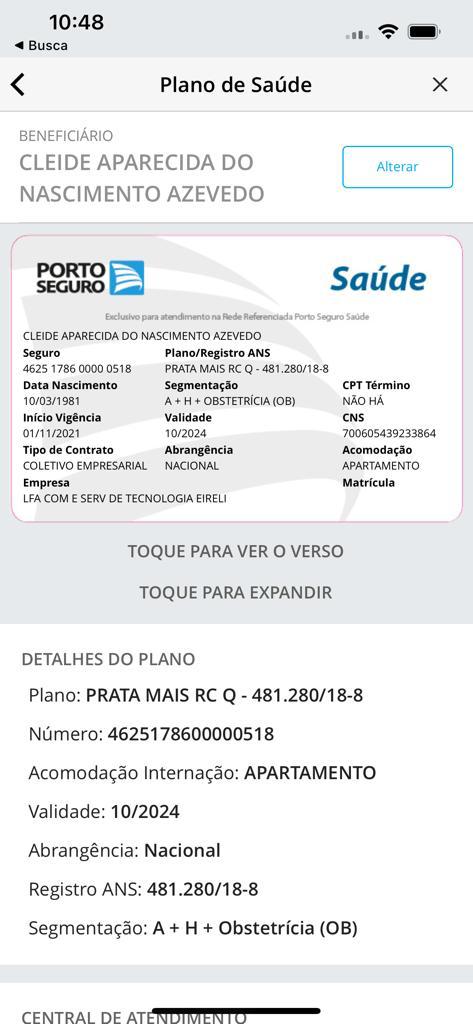 10:48
◀ Busca
Plano de Saúde
BENEFICIÁRIO
CLEIDE APARECIDA DO
NASCIMENTO AZEVEDO
Alterar
PORTO
SEGURO
Saúde
Exclusivo para atendimento na Rede Referenciada Porto Seguro Saúde
CLEIDE APARECIDA DO NASCIMENTO AZEVEDO
Seguro Plano/Registro ANS
4625 1786 0000 0518 PRATA MAIS RC Q - 481.280/18-8
Data Nascimento Segmentação CPT Término
10/03/1981 A + H + OBSTETRÍCIA (OB) NÃO HÁ
Início Vigência Validade CNS
01/11/2021 10/2024 700605439233864
Tipo de Contrato Abrangência Acomodação
COLETIVO EMPRESARIAL NACIONAL APARTAMENTO
Empresa Matrícula
LFA COM E SERV DE TECNOLOGIA EIRELI
TOQUE PARA VER O VERSO
TOQUE PARA EXPANDIR
DETALHES DO PLANO
Plano: PRATA MAIS RC Q - 481.280/18-8
Número: 4625178600000518
Acomodação Internação: APARTAMENTO
Validade: 10/2024
Abrangência: Nacional
Registro ANS: 481.280/18-8
Segmentação: A + H + Obstetrícia (OB)
CENTRAL DE ATENDIMENTO